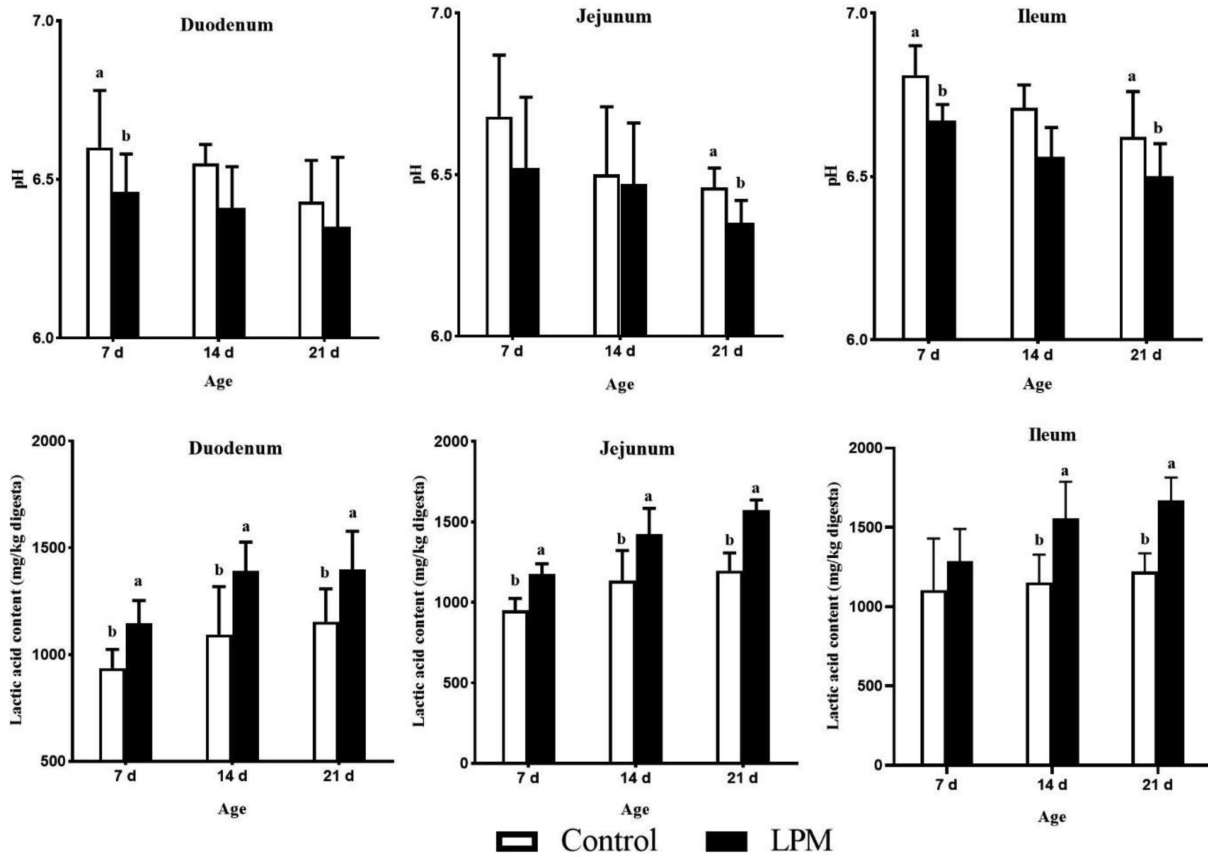 Duodenum
7.0
a
b
pH
6.5
6.0
7 d 14 d 21 d
Age
Jejunum
7.0
a
b
pH
6.5
6.0
7 d 14 d 21 d
Age
Ileum
7.0
a
b
a
b
pH
6.5
6.0
7 d 14 d 21 d
Age
Duodenum
2000
1500
1000
500
Lactic acid content (mg/kg digesta)
b a b a b a
7 d 14 d 21 d
Age
Jejunum
2000
1500
1000
500
0
Lactic acid content (mg/kg digesta)
b a b a b a
7 d 14 d 21 d
Age
Ileum
2000
1500
1000
500
0
Lactic acid content (mg/kg digesta)
b a b a
7 d 14 d 21 d
Age
Control LPM